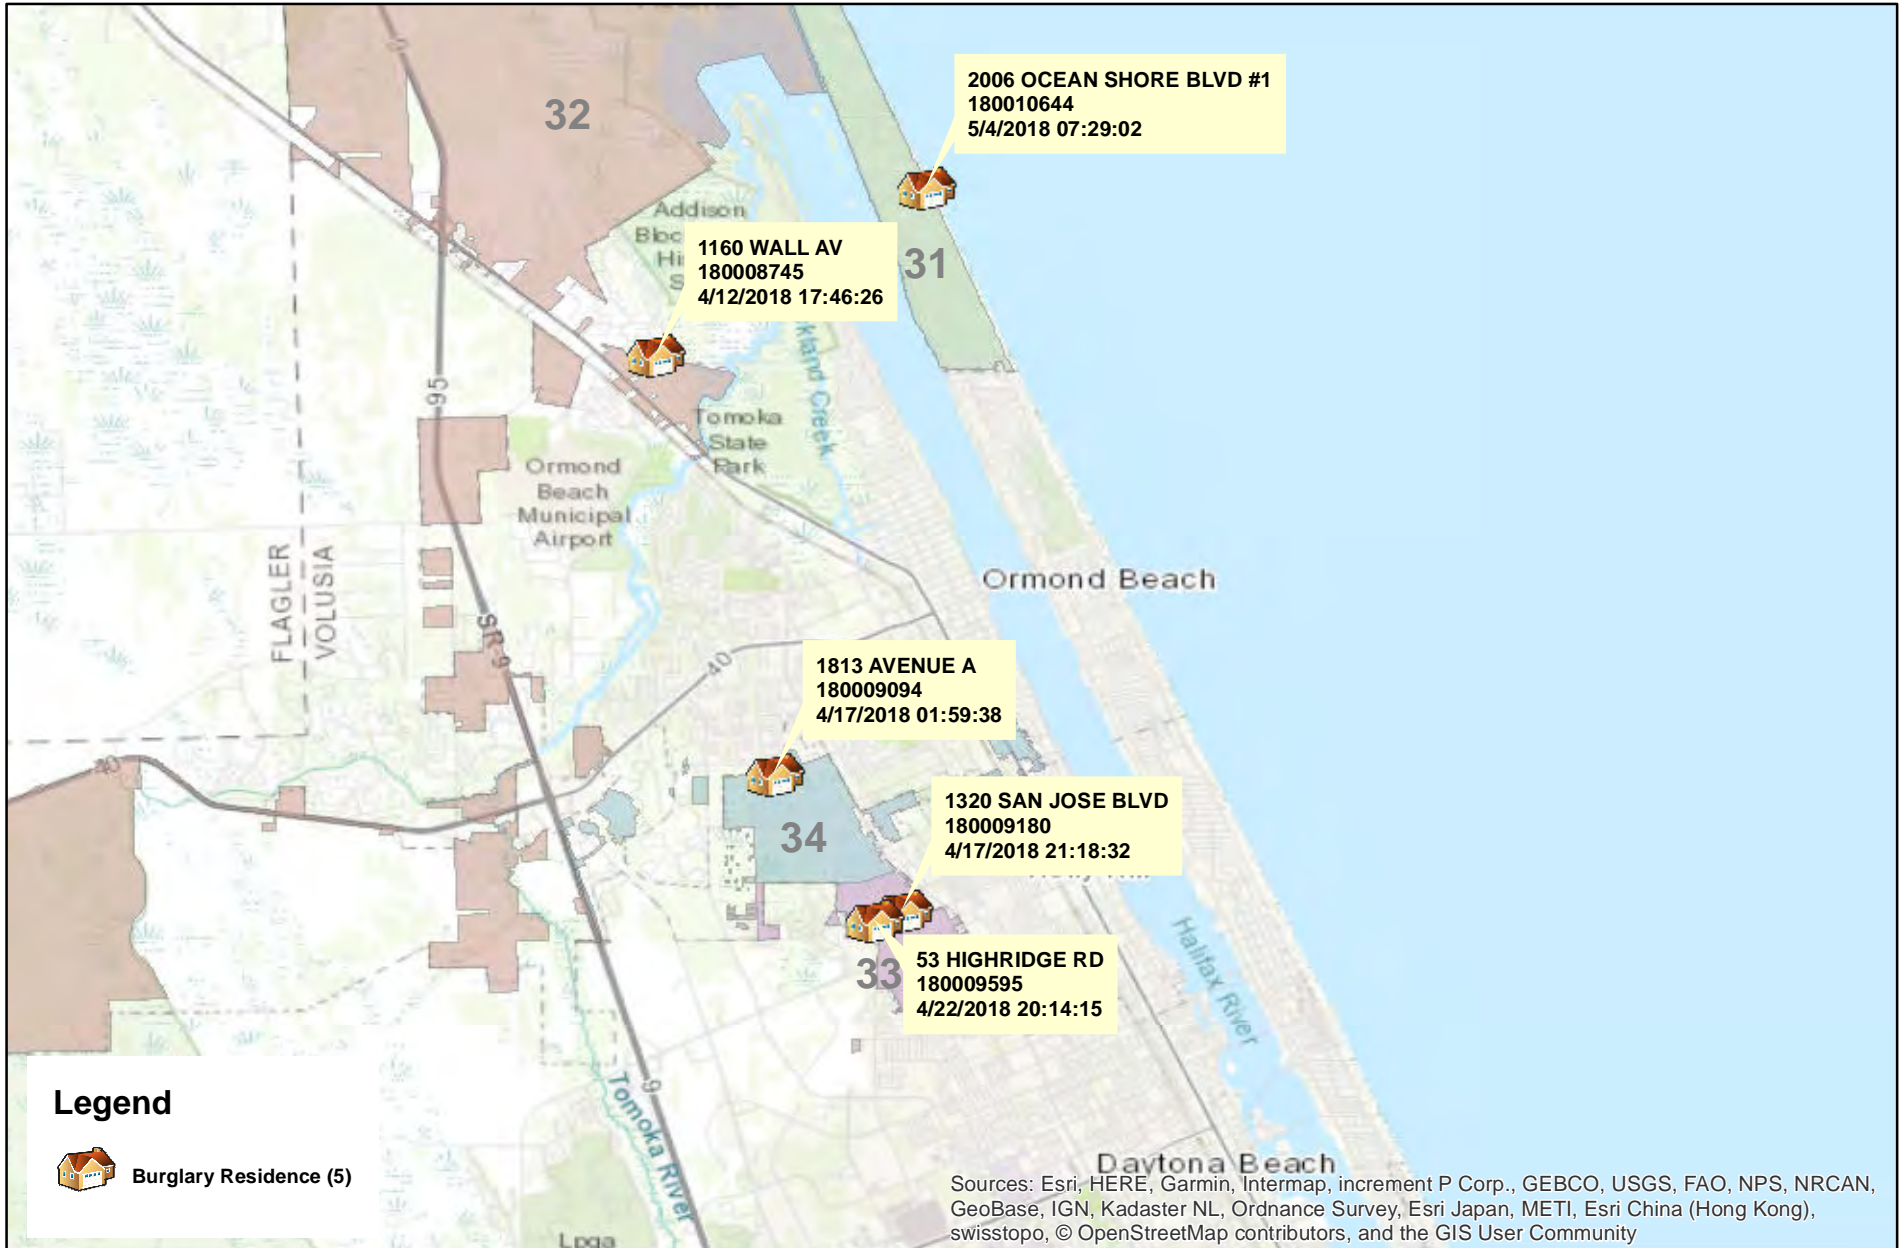 2006 OCEAN SHORE BLVD #1
180010644
5/4/2018 07:29:02
32
Addison
1160 WALL AV
180008745
4/12/2018 17:46:26
31
95
Creek
Tomoka
State
Park
Ormond
Beach
Municipal
Airport
FLAGLER
VOLUSIA
Ormond Beach
SR 9
40
1813 AVENUE A
180009094
4/17/2018 01:59:38
40
34
1320 SAN JOSE BLVD
180009180
4/17/2018 21:18:32
33
53 HIGHRIDGE RD
180009595
4/22/2018 20:14:15
Halifax River
Tomoka River
9
Legend
Burglary Residence (5)
Lpga
Daytona Beach
Sources: Esri, HERE, Garmin, Intermap, increment P Corp., GEBCO, USGS, FAO, NPS, NRCAN,
GeoBase, IGN, Kadaster NL, Ordnance Survey, Esri Japan, METI, Esri China (Hong Kong),
swisstopo, © OpenStreetMap contributors, and the GIS User Community